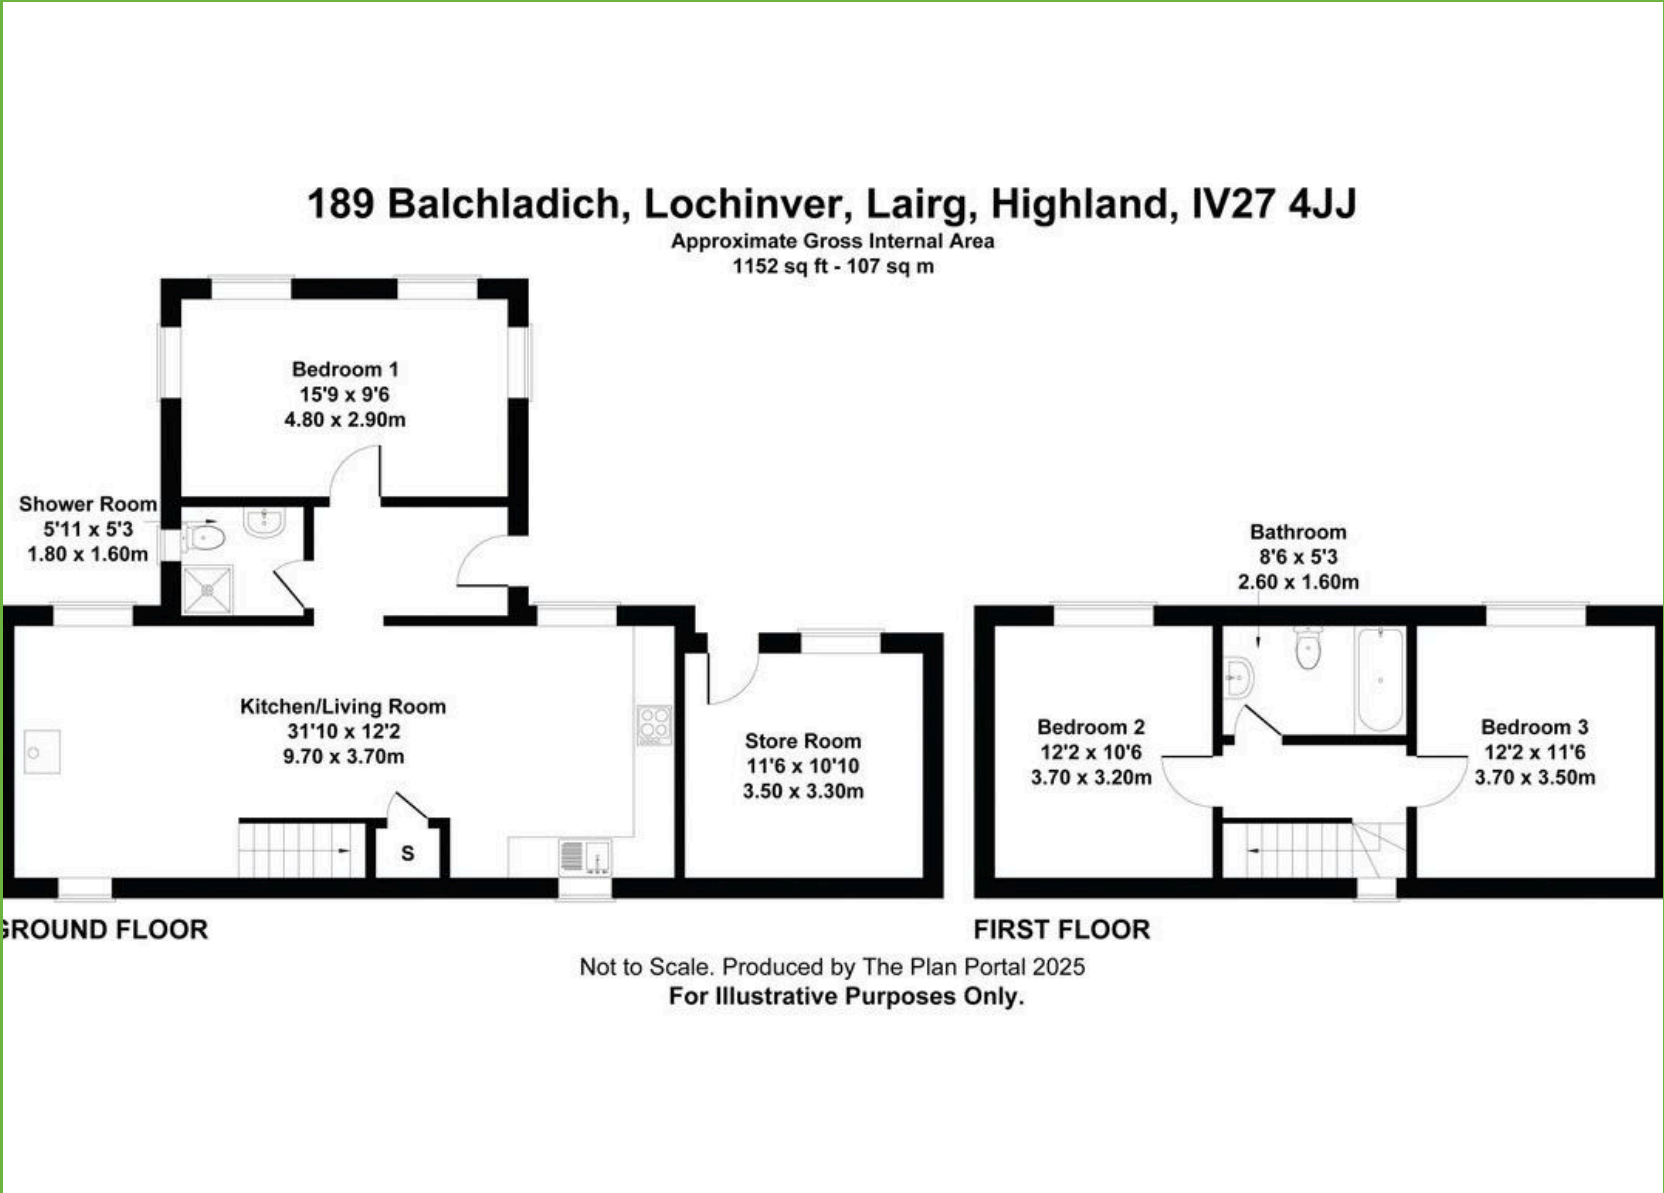 189 Balchladich, Lochinver, Lairg, Highland, IV27 4JJ
Approximate Gross Internal Area
1152 sq ft - 107 sq m
Bedroom 1
15'9 x 9'6
4.80 x 2.90m
Shower Room
5'11 x 5'3
1.80 x 1.60m
Kitchen/Living Room
31'10 x 12'2
9.70 x 3.70m
S
Store Room
11'6 x 10'10
3.50 x 3.30m
Bathroom
8'6 x 5'3
2.60 x 1.60m
Bedroom 2
12'2 x 10'6
3.70 x 3.20m
Bedroom 3
12'2 x 11'6
3.70 x 3.50m
GROUND FLOOR
FIRST FLOOR
Not to Scale. Produced by The Plan Portal 2025
For Illustrative Purposes Only.